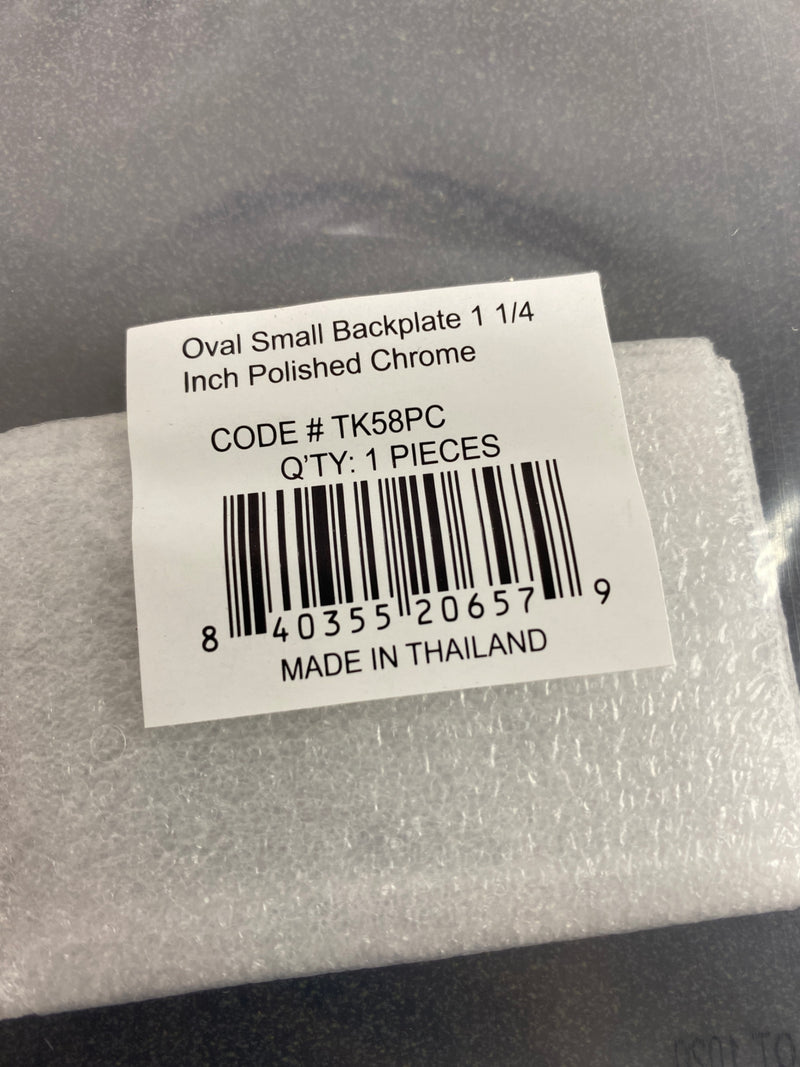 Oval Small Backplate 1 1/4
Inch Polished Chrome
CODE # TK58PC
Q'TY: 1 PIECES
8 40355 20657 9
MADE IN THAILAND